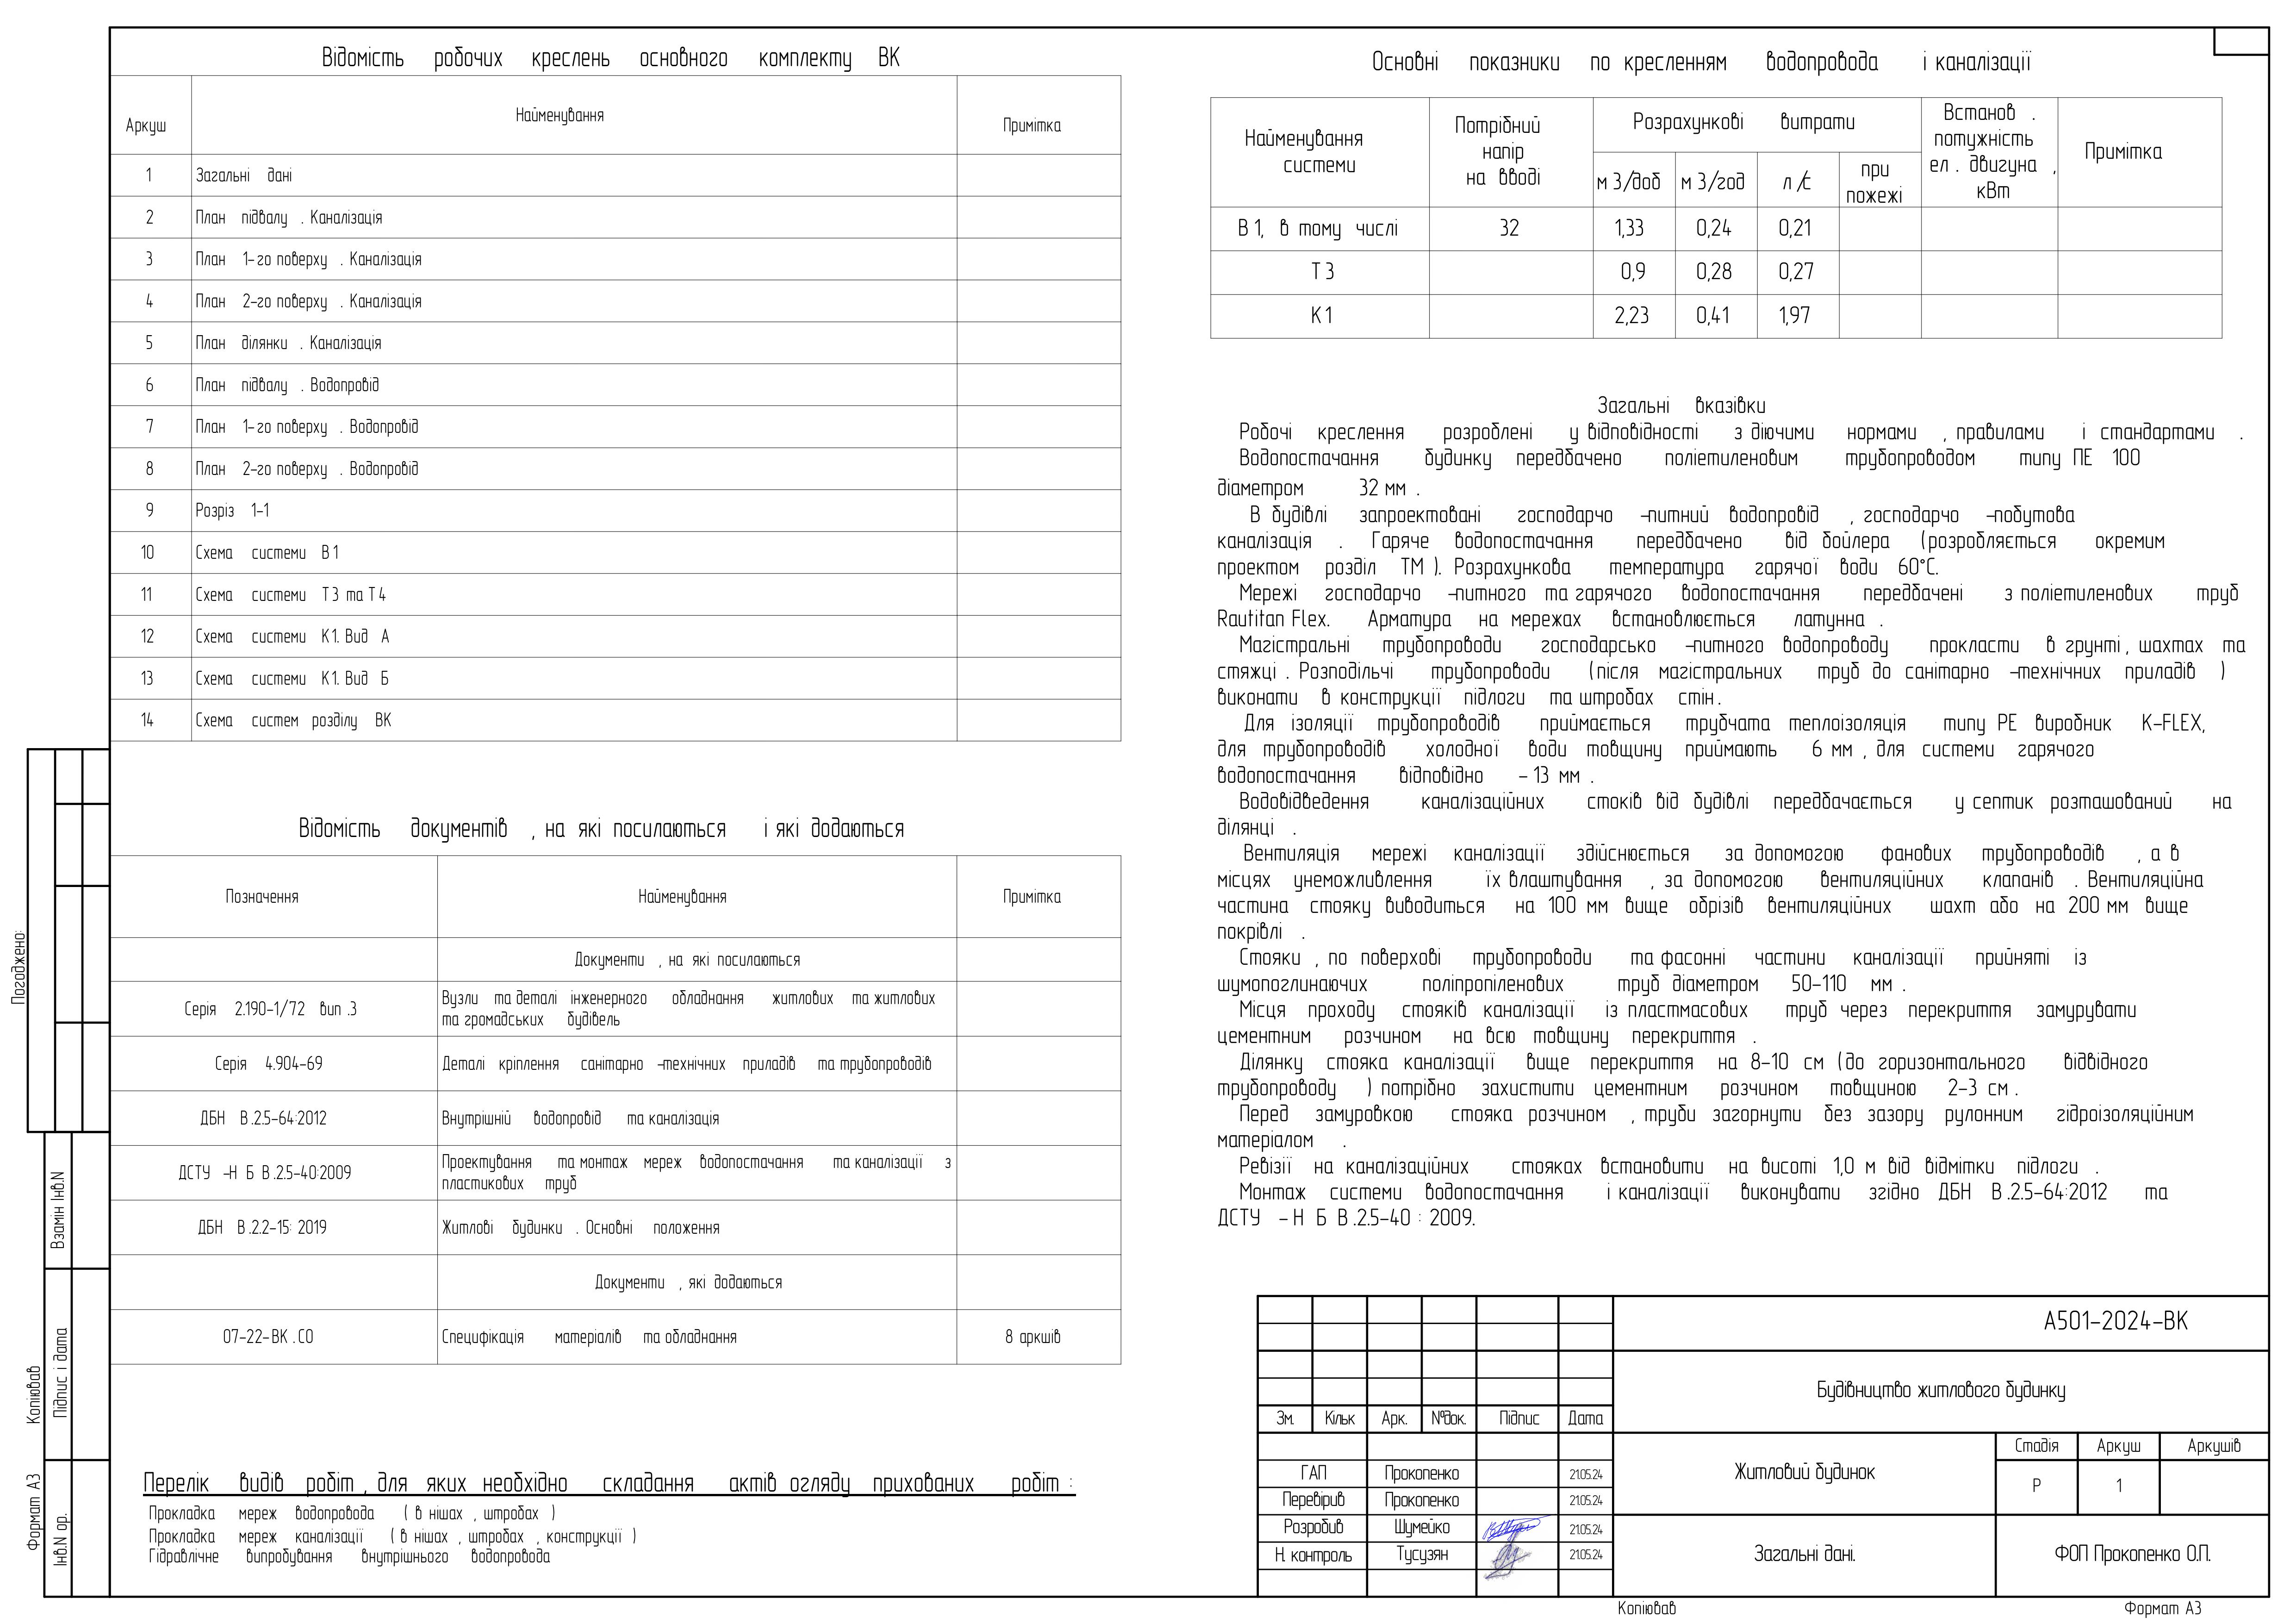 Відомість робочих креслень основного комплекту ВК
Аркуш Найменування Примітка
1 Загальні дані
2 План підвалу . Каналізація
3 План 1-го поверху . Каналізація
4 План 2-го поверху . Каналізація
5 План ділянки . Каналізація
6 План підвалу . Водопровід
7 План 1-го поверху . Водопровід
8 План 2-го поверху . Водопровід
9 Розріз 1-1
10 Схема системи В1
11 Схема системи Т3 та Т4
12 Схема системи К1. Вид А
13 Схема системи К1. Вид Б
14 Схема систем розділу ВК
Відомість документів , на які посилаються і які додаються
Позначення Найменування Примітка
Документи , на які посилаються
Серія 2.190-1/72 вип .3 Вузли та деталі інженерного обладнання житлових та житлових
та громадських будівель
Серія 4.904-69 Деталі кріплення санітарно -технічних приладів та трубопроводів
ДБН В .2.5-64:2012 Внутрішній водопровід та каналізація
ДСТУ -Н Б В .2.5-40:2009 Проектування та монтаж мереж водопостачання та каналізації з
пластикових труб
ДБН В .2.2-15: 2019 Житлові будинки . Основні положення
Документи , які додаються
07-22-ВК .СО Специфікація матеріалів та обладнання 8 аркшів
Перелік видів робіт , для яких необхідно складання актів огляду прихованих робіт :
Прокладка мереж водопровода ( в нішах , штробах )
Прокладка мереж каналізації ( в нішах , штробах , конструкції )
Гідравлічне випробування внутрішнього водопровода
Основні показники по кресленням водопровода і каналізації
Найменування
системи
Потрібний
напір
на вводі
Розрахункові витрати
м 3/доб м 3/год л /с при
пожежі
Встанов .
потужність
ел . двигуна ,
кВт
Примітка
В 1, в тому числі 32 1,33 0,24 0,21
Т 3 0,9 0,28 0,27
К 1 2,23 0,41 1,97
Загальні вказівки
Робочі креслення розроблені у відповідності з діючими нормами , правилами і стандартами .
Водопостачання будинку передбачено поліетиленовим трубопроводом типу ПЕ 100
діаметром 32 мм .
В будівлі запроектовані господарчо -питний водопровід , господарчо -побутова
каналізація . Гаряче водопостачання передбачено від бойлера (розробляється окремим
проектом розділ ТМ ). Розрахункова температура гарячої води 60°С.
Мережі господарчо -питного та гарячого водопостачання передбачені з поліетиленових труб
Rautitan Flex. Арматура на мережах встановлюється латунна .
Магістральні трубопроводи господарсько -питного водопроводу прокласти в грунті , шахтах та
стяжці . Розподільчі трубопроводи (після магістральних труб до санітарно -технічних приладів )
виконати в конструкції підлоги та штробах стін .
Для ізоляції трубопроводів приймається трубчата теплоізоляція типу РЕ виробник K-FLEX,
для трубопроводів холодної води товщину приймають 6 мм , для системи гарячого
водопостачання відповідно - 13 мм .
Водовідведення каналізаційних стоків від будівлі передбачається у септик розташований на
ділянці .
Вентиляція мережі каналізації здійснюється за допомогою фанових трубопроводів , а в
місцях унеможливлення їх влаштування , за допомогою вентиляційних клапанів . Вентиляційна
частина стояку виводиться на 100 мм вище обрізів вентиляційних шахт або на 200 мм вище
покрівлі .
Стояки , по поверхові трубопроводи та фасонні частини каналізації прийняті із
шумопоглинаючих поліпропіленових труб діаметром 50-110 мм .
Місця проходу стояків каналізації із пластмасових труб через перекриття замурувати
цементним розчином на всю товщину перекриття .
Ділянку стояка каналізації вище перекриття на 8-10 см (до горизонтального відвідного
трубопроводу ) потрібно захистити цементним розчином товщиною 2-3 см .
Перед замуровкою стояка розчином , труби загорнути без зазору рулонним гідроізоляційним
матеріалом .
Ревізії на каналізаційних стояках встановити на висоті 1,0 м від відмітки підлоги .
Монтаж системи водопостачання і каналізації виконувати згідно ДБН В .2.5-64:2012 та
ДСТУ - Н Б В .2.5-40 : 2009.
А501-2024-ВК
Будівництво житлового будинку
Зм. Кільк Арк. №док. Підпис Дата
ГАП Прокопенко 21.05.24
Перевірив Прокопенко 21.05.24
Розробив Шумейко 21.05.24
Н. контроль Тусузян 21.05.24
Житловий будинок
Стадія Аркуш Аркушів
Р 1
Загальні дані.
ФОП Прокопенко О.П.
Копіював Формат А3
Погоджено:
Взамін Інв.N
Підпис і дата
Інв.N ор.
Копіював
Формат А3